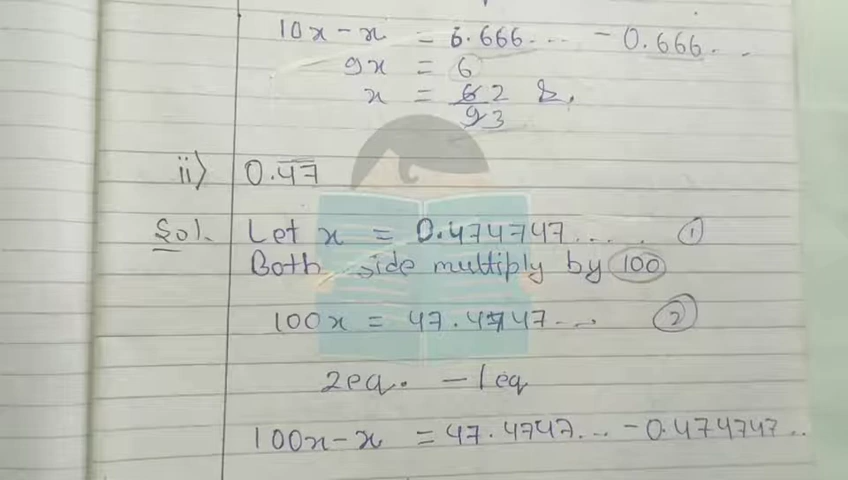 10x - x = 6.666... - 0.666...
9x = 6
x = 6 2 / 9 3
ii) 0.47
Sol. Let x = 0.474747.... 1
Both side multiply by 100
100x = 47.4747... 2
2eq. - 1eq
100x - x = 47.4747... - 0.474747..